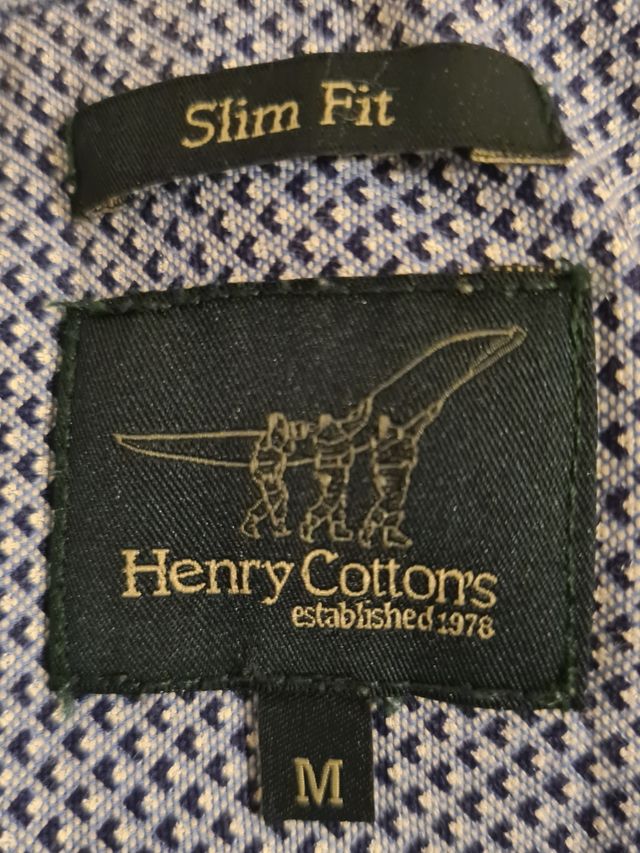 Slim Fit
Henry Cotton's
established 1978
M